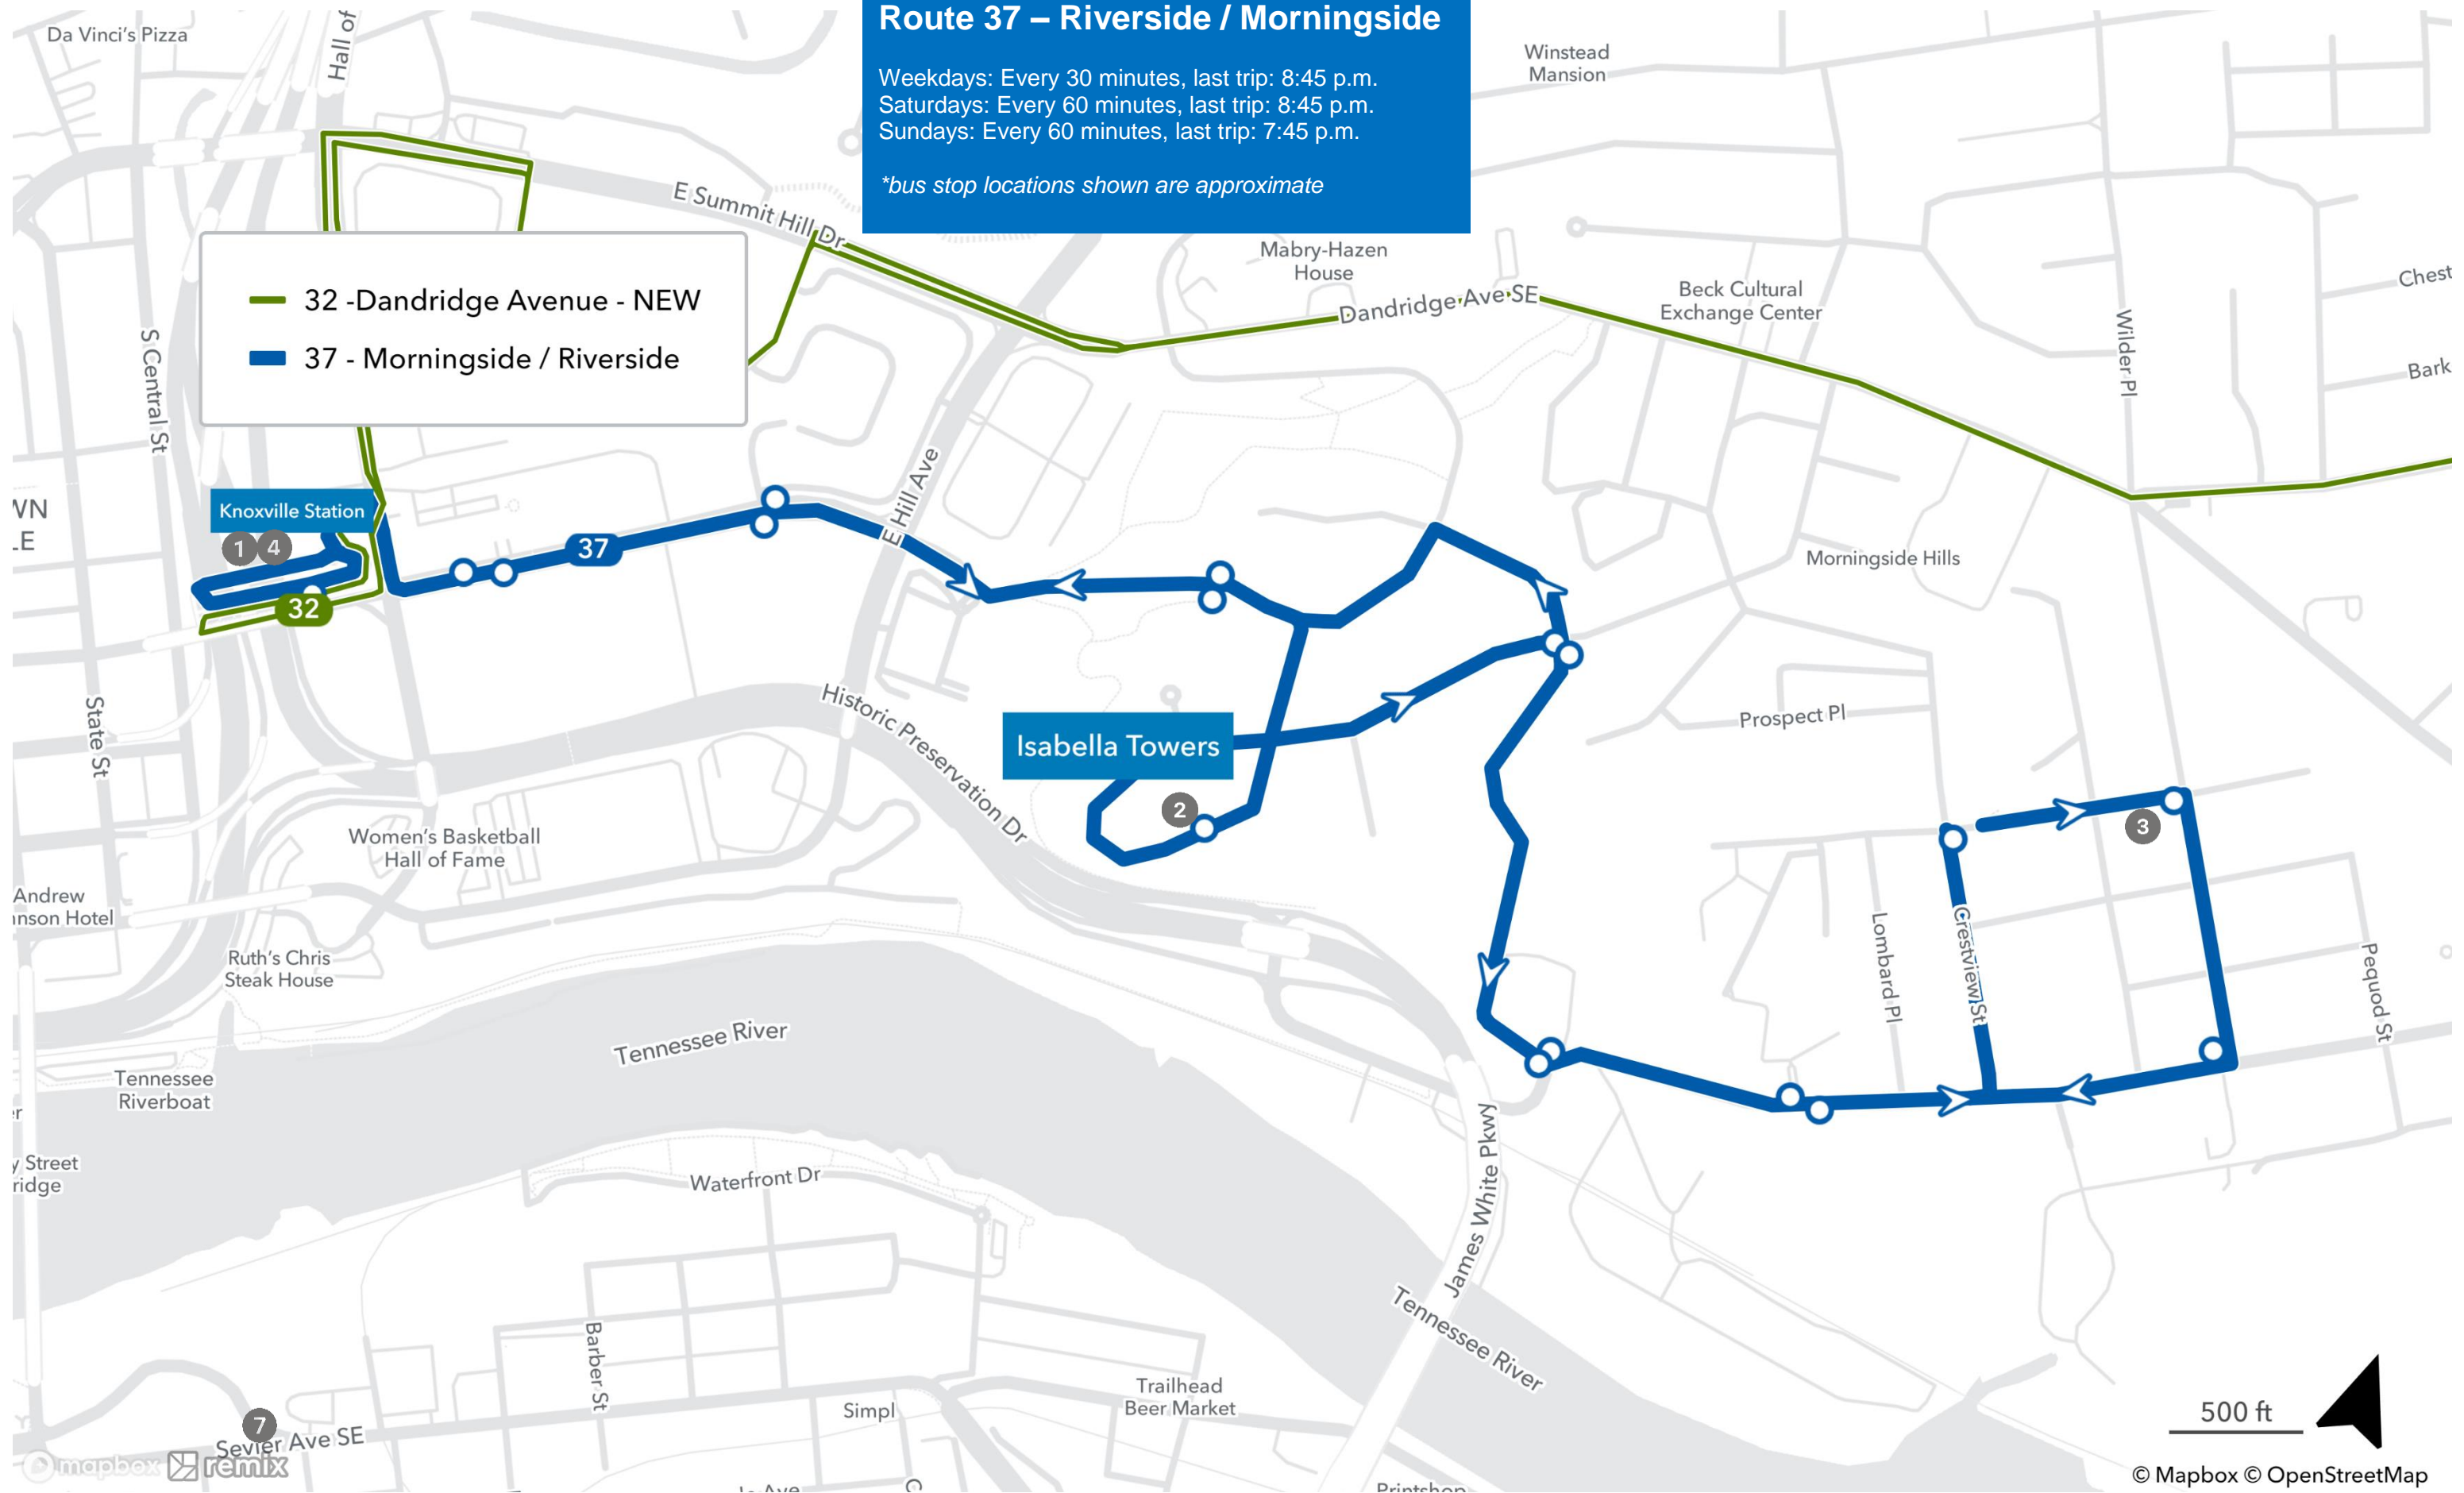 Route 37 – Riverside / Morningside
Weekdays: Every 30 minutes, last trip: 8:45 p.m.
Saturdays: Every 60 minutes, last trip: 8:45 p.m.
Sundays: Every 60 minutes, last trip: 7:45 p.m.
*bus stop locations shown are approximate
Da Vinci's Pizza
Hall of
Winstead
Mansion
E Summit Hill Dr
Mabry-Hazen
House
Dandridge Ave SE
Beck Cultural
Exchange Center
Chest
Wilder Pl
Bark
32 -Dandridge Avenue - NEW
37 - Morningside / Riverside
S Central St
E Hill Ave
WN
LE
Knoxville Station
1
4
37
32
Morningside Hills
State St
Historic Preservation Dr
Isabella Towers
2
Prospect Pl
3
Women's Basketball
Hall of Fame
Andrew
nson Hotel
Ruth's Chris
Steak House
Lombard Pl
Crestview St
Pequod St
Tennessee River
Tennessee
Riverboat
er
y Street
ridge
Waterfront Dr
James White Pkwy
Tennessee River
Barber St
Trailhead
Beer Market
Simpl
7
Sevier Ave SE
500 ft
mapbox
remix
Printshop
© Mapbox © OpenStreetMap